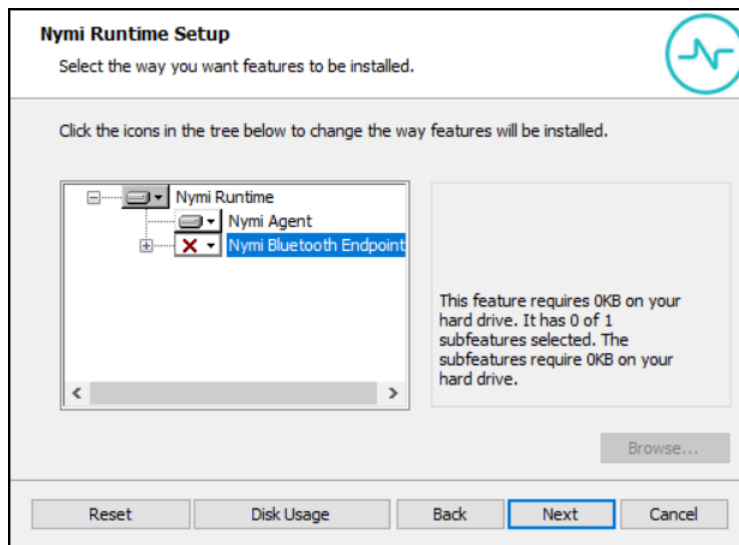 Nymi Runtime Setup
Select the way you want features to be installed.
Click the icons in the tree below to change the way features will be installed.
Nymi Runtime
Nymi Agent
Nymi Bluetooth Endpoint
This feature requires 0KB on your
hard drive. It has 0 of 1
subfeatures selected. The
subfeatures require 0KB on your
hard drive.
Browse...
Reset
Disk Usage
Back
Next
Cancel